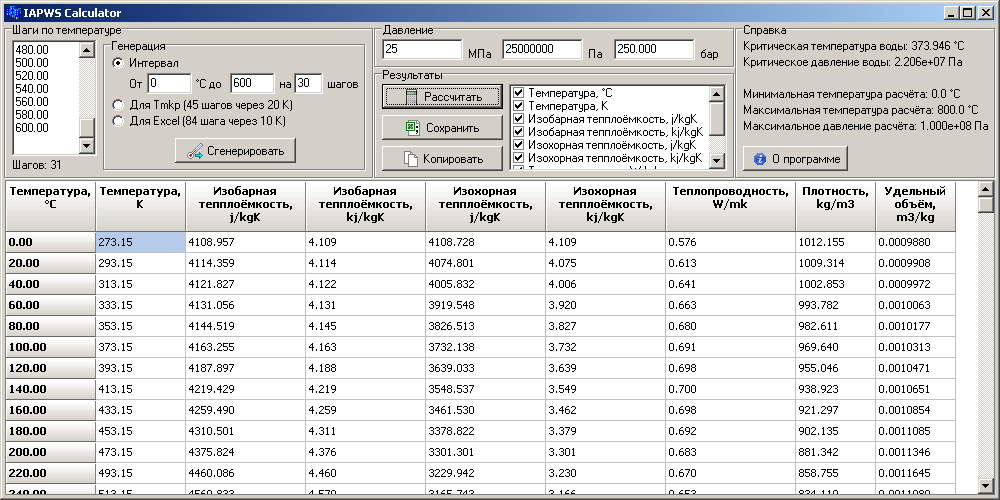 IAPWS Calculator
Шаги по температуре
480.00
500.00
520.00
540.00
560.00
580.00
600.00
Шагов: 31
Генерация
Интервал
От 0 °C до 600 на 30 шагов
Для Tmkp (45 шагов через 20 K)
Для Excel (84 шага через 10 K)
Сгенерировать
Давление
25 МПа 25000000 Па 250.000 бар
Результаты
Рассчитать
Сохранить
Копировать
Температура, °C
Температура, K
Изобарная теплоёмкость, j/kgK
Изобарная теплоёмкость, kj/kgK
Изохорная теплоёмкость, j/kgK
Изохорная теплоёмкость, kj/kgK
Справка
Критическая температура воды: 373.946 °C
Критическое давление воды: 2.206e+07 Па
Минимальная температура расчёта: 0.0 °C
Максимальная температура расчёта: 800.0 °C
Максимальное давление расчёта: 1.000e+08 Па
О программе
Температура, °C Температура, K Изобарная теплоёмкость, j/kgK Изобарная теплоёмкость, kj/kgK Изохорная теплоёмкость, j/kgK Изохорная теплоёмкость, kj/kgK Теплопроводность, W/mk Плотность, kg/m3 Удельный объём, m3/kg
0.00 273.15 4108.957 4.109 4108.728 4.109 0.576 1012.155 0.0009880
20.00 293.15 4114.359 4.114 4074.801 4.075 0.613 1009.314 0.0009908
40.00 313.15 4121.827 4.122 4005.832 4.006 0.641 1002.853 0.0009972
60.00 333.15 4131.056 4.131 3919.548 3.920 0.663 993.782 0.0010063
80.00 353.15 4144.519 4.145 3826.513 3.827 0.680 982.611 0.0010177
100.00 373.15 4163.255 4.163 3732.138 3.732 0.691 969.640 0.0010313
120.00 393.15 4187.897 4.188 3639.033 3.639 0.698 955.046 0.0010471
140.00 413.15 4219.429 4.219 3548.537 3.549 0.700 938.923 0.0010651
160.00 433.15 4259.490 4.259 3461.530 3.462 0.698 921.297 0.0010854
180.00 453.15 4310.501 4.311 3378.822 3.379 0.692 902.135 0.0011085
200.00 473.15 4375.824 4.376 3301.301 3.301 0.683 881.342 0.0011346
220.00 493.15 4460.086 4.460 3229.942 3.230 0.670 858.755 0.0011645